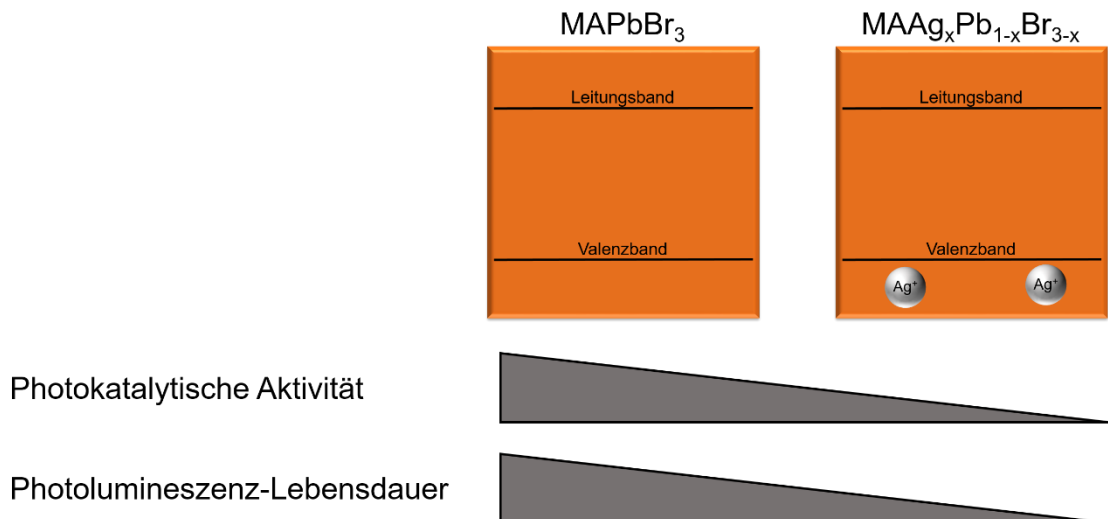 MAPbBr₃
MAAgₓPb₁₋ₓBr₃₋ₓ
Leitungsband
Leitungsband
Valenzband
Valenzband
Ag⁺
Ag⁺
Photokatalytische Aktivität
Photolumineszenz-Lebensdauer